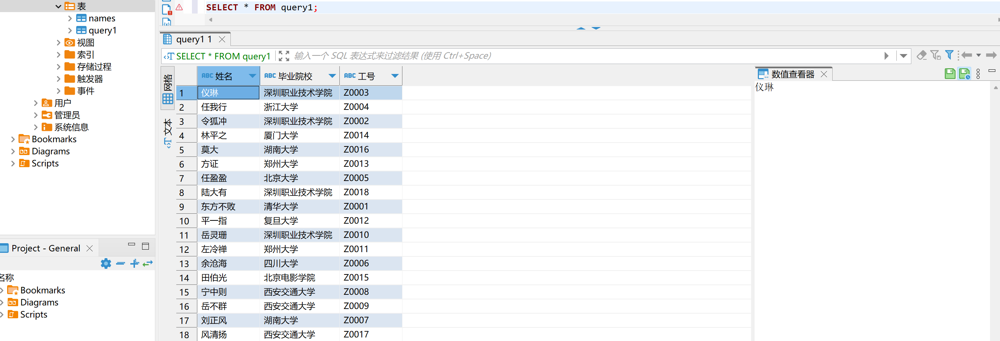 表
names
query1
视图
索引
存储过程
触发器
事件
用户
管理员
系统信息
Bookmarks
Diagrams
Scripts
Project - General
名称
Bookmarks
Diagrams
Scripts
SELECT * FROM query1;
query1 1
SELECT * FROM query1 输入一个 SQL 表达式来过滤结果 (使用 Ctrl+Space)
网格
文本
ABC 姓名 ABC 毕业院校 ABC 工号
1 仪琳 深圳职业技术学院 Z0003
2 任我行 浙江大学 Z0004
3 令狐冲 深圳职业技术学院 Z0002
4 林平之 厦门大学 Z0014
5 莫大 湖南大学 Z0016
6 方证 郑州大学 Z0013
7 任盈盈 北京大学 Z0005
8 陆大有 深圳职业技术学院 Z0018
9 东方不败 清华大学 Z0001
10 平一指 复旦大学 Z0012
11 岳灵珊 深圳职业技术学院 Z0010
12 左冷禅 郑州大学 Z0011
13 余沧海 四川大学 Z0006
14 田伯光 北京电影学院 Z0015
15 宁中则 西安交通大学 Z0008
16 岳不群 西安交通大学 Z0009
17 刘正风 湖南大学 Z0007
18 风清扬 西安交通大学 Z0017
数值查看器
仪琳